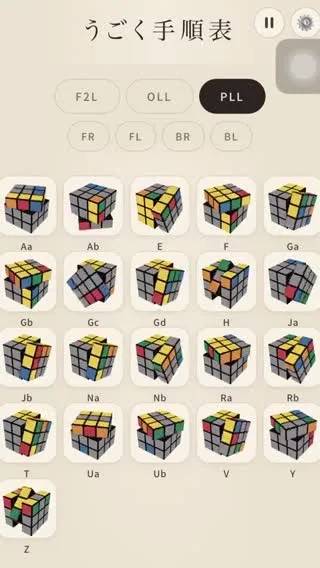 うごく手順表
F2L OLL PLL
FR FL BR BL
Aa Ab E F Ga
Gb Gc Gd H Ja
Jb Na Nb Ra Rb
T Ua Ub V Y
Z